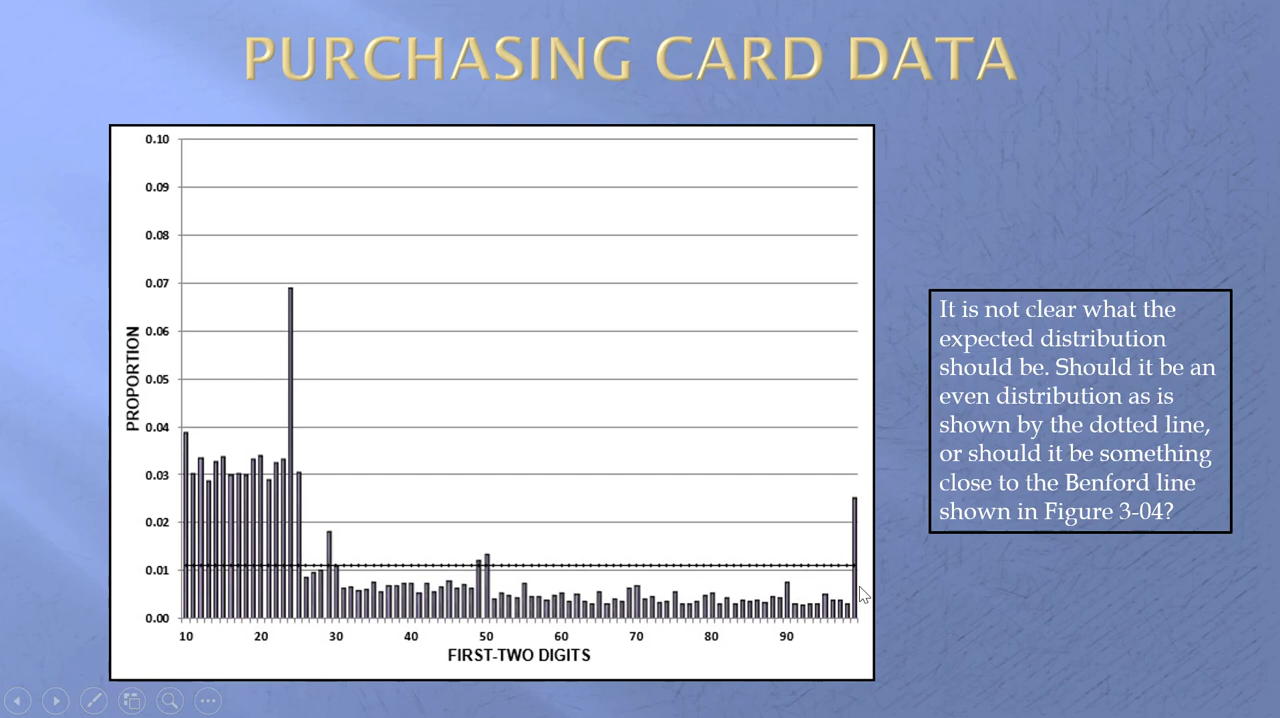 PURCHASING CARD DATA
0.10
0.09
0.08
0.07
0.06
0.05
0.04
0.03
0.02
0.01
0.00
PROPORTION
10 20 30 40 50 60 70 80 90
FIRST-TWO DIGITS
It is not clear what the
expected distribution
should be. Should it be an
even distribution as is
shown by the dotted line,
or should it be something
close to the Benford line
shown in Figure 3-04?